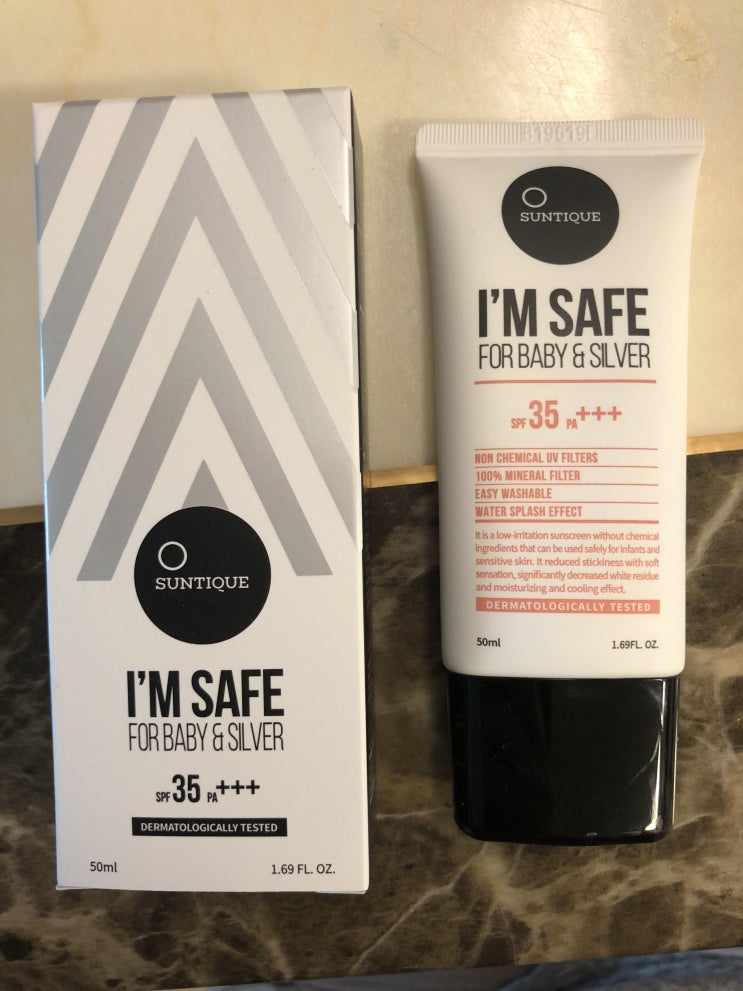 SUNTIQUE
I'M SAFE
FOR BABY & SILVER
SPF 35 PA+++
DERMATOLOGICALLY TESTED
50ml 1.69 FL. OZ.
SUNTIQUE
I'M SAFE
FOR BABY & SILVER
SPF 35 PA+++
NON CHEMICAL UV FILTERS
100% MINERAL FILTER
EASY WASHABLE
WATER SPLASH EFFECT
It is a low-irritation sunscreen without chemical
ingredients that can be used safely for infants and
sensitive skin. It reduced stickiness with soft
sensation, significantly decreased white residue
and moisturizing and cooling effect.
DERMATOLOGICALLY TESTED
50ml 1.69FL. OZ.